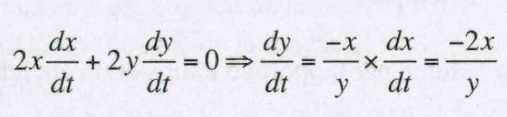 2x dx/dt + 2y dy/dt = 0 ⇒ dy/dt = -x/y × dx/dt = -2x/y